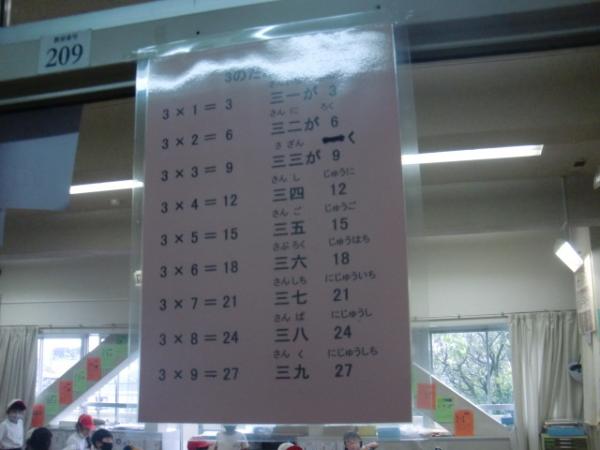 209
3のだ
3 × 1 = 3 三一が 3
さん に ろく
3 × 2 = 6 三二が 6
さ ざん く
3 × 3 = 9 三三が 9
さん し じゅうに
3 × 4 = 12 三四 12
さん ご じゅうご
3 × 5 = 15 三五 15
さぶ ろく じゅうはち
3 × 6 = 18 三六 18
さん しち にじゅういち
3 × 7 = 21 三七 21
さん ぱ にじゅうし
3 × 8 = 24 三八 24
さん く にじゅうしち
3 × 9 = 27 三九 27